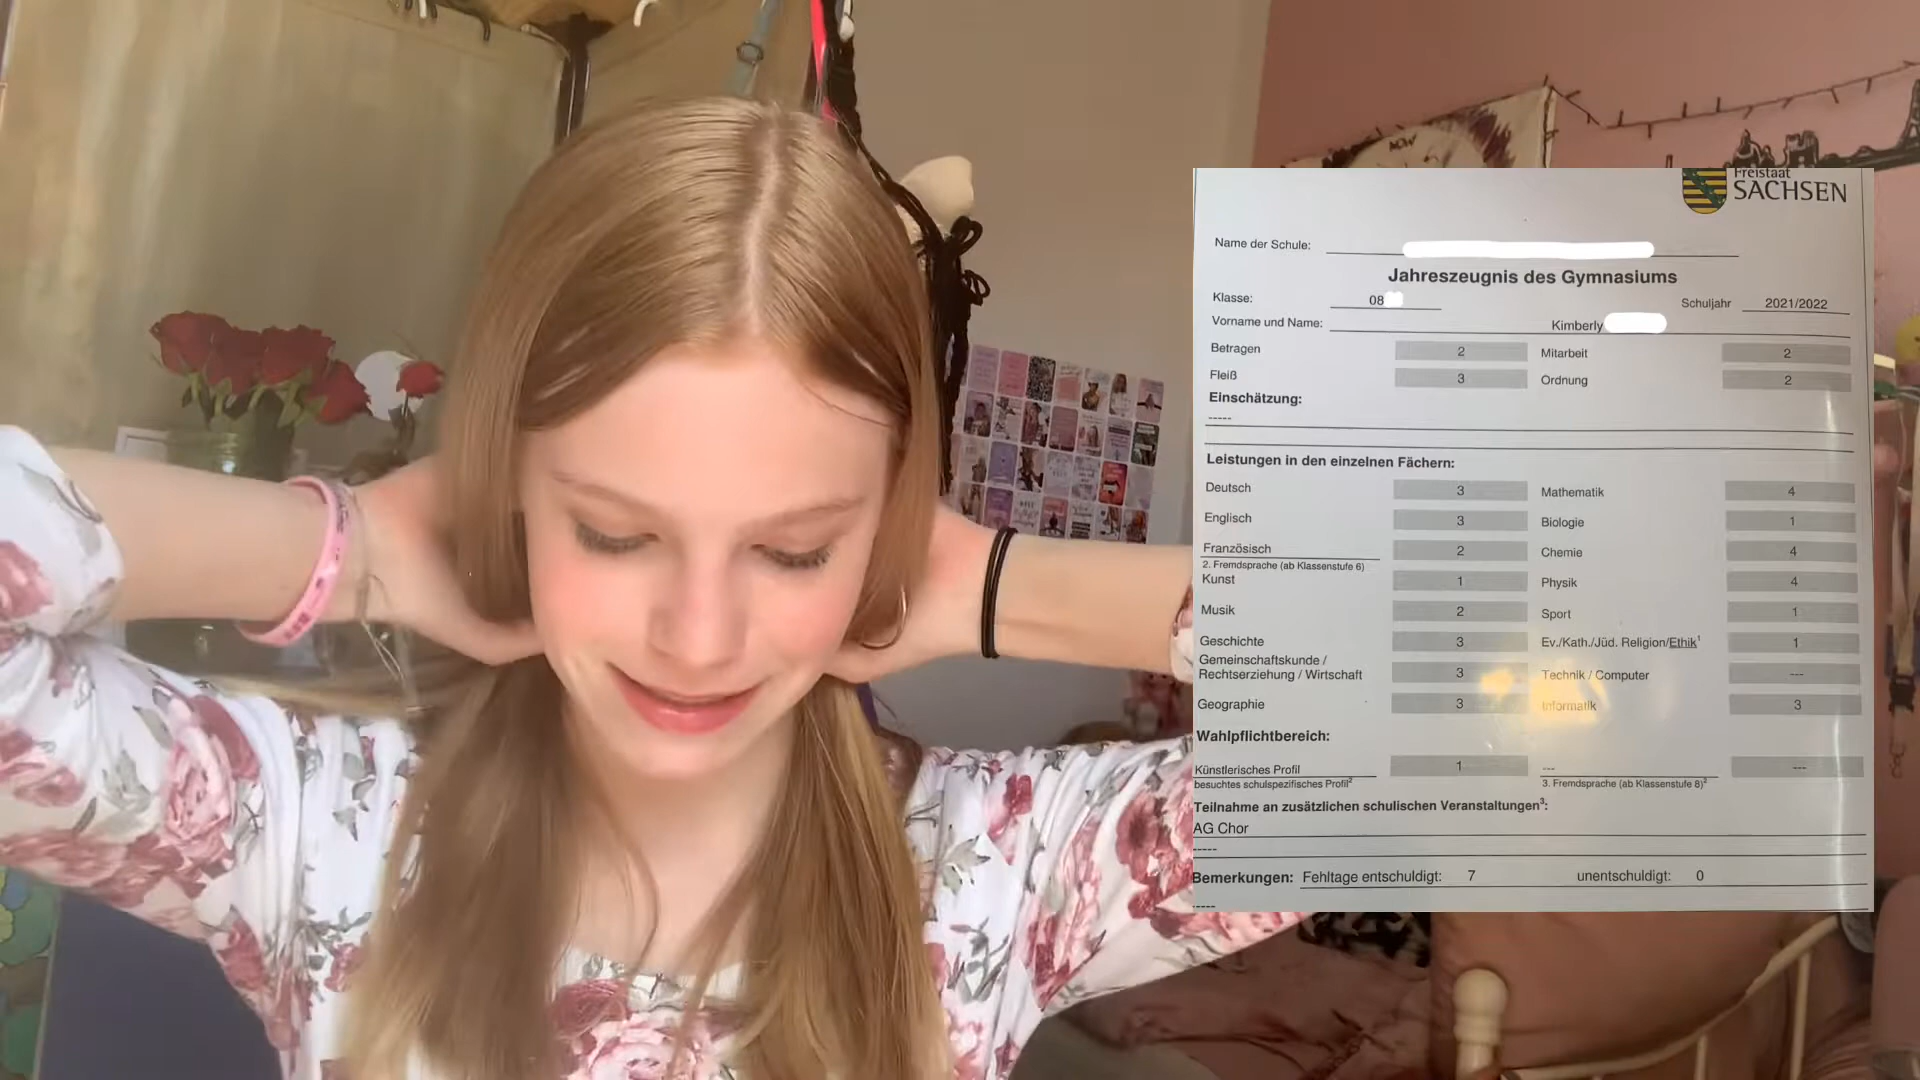 Freistaat
SACHSEN
Name der Schule:
Jahreszeugnis des Gymnasiums
Klasse: 08 Schuljahr 2021/2022
Vorname und Name: Kimberly
Betragen 2 Mitarbeit 2
Fleiß 3 Ordnung 2
Einschätzung:
-----
Leistungen in den einzelnen Fächern:
Deutsch 3 Mathematik 4
Englisch 3 Biologie 1
Französisch 2 Chemie 4
2. Fremdsprache (ab Klassenstufe 6)
Kunst 1 Physik 4
Musik 2 Sport 1
Geschichte 3 Ev./Kath./Jüd. Religion/Ethik¹ 1
Gemeinschaftskunde /
Rechtserziehung / Wirtschaft 3 Technik / Computer ---
Geographie 3 Informatik 3
Wahlpflichtbereich:
Künstlerisches Profil 1 --- ---
besuchtes schulspezifisches Profil² 3. Fremdsprache (ab Klassenstufe 8)²
Teilnahme an zusätzlichen schulischen Veranstaltungen³:
AG Chor
-----
Bemerkungen: Fehltage entschuldigt: 7 unentschuldigt: 0
-----